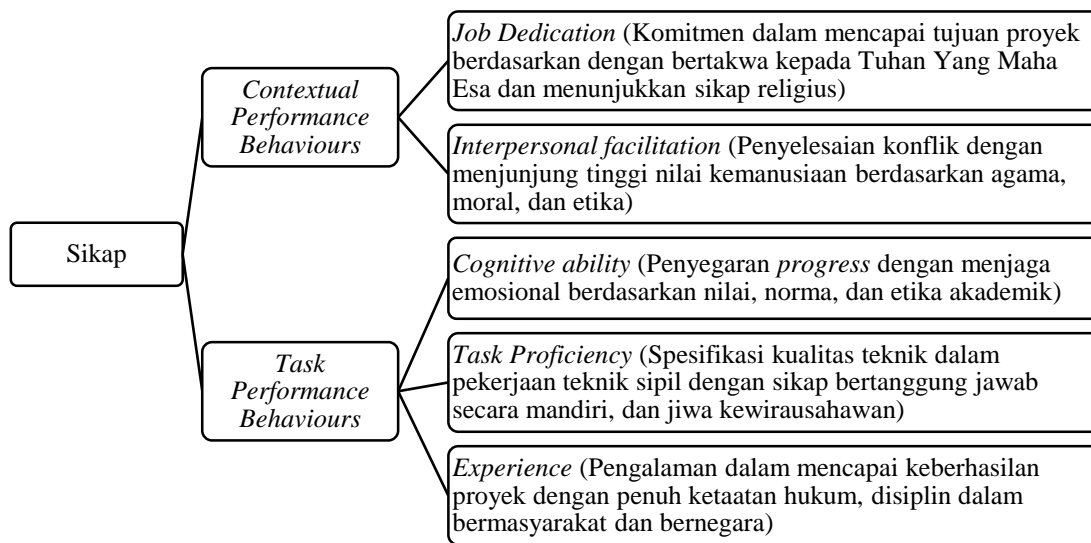 Sikap
Contextual
Performance
Behaviours
Job Dedication (Komitmen dalam mencapai tujuan proyek
berdasarkan dengan bertakwa kepada Tuhan Yang Maha
Esa dan menunjukkan sikap religius)
Interpersonal facilitation (Penyelesaian konflik dengan
menjunjung tinggi nilai kemanusiaan berdasarkan agama,
moral, dan etika)
Task
Performance
Behaviours
Cognitive ability (Penyegaran progress dengan menjaga
emosional berdasarkan nilai, norma, dan etika akademik)
Task Proficiency (Spesifikasi kualitas teknik dalam
pekerjaan teknik sipil dengan sikap bertanggung jawab
secara mandiri, dan jiwa kewirausahawan)
Experience (Pengalaman dalam mencapai keberhasilan
proyek dengan penuh ketaatan hukum, disiplin dalam
bermasyarakat dan bernegara)